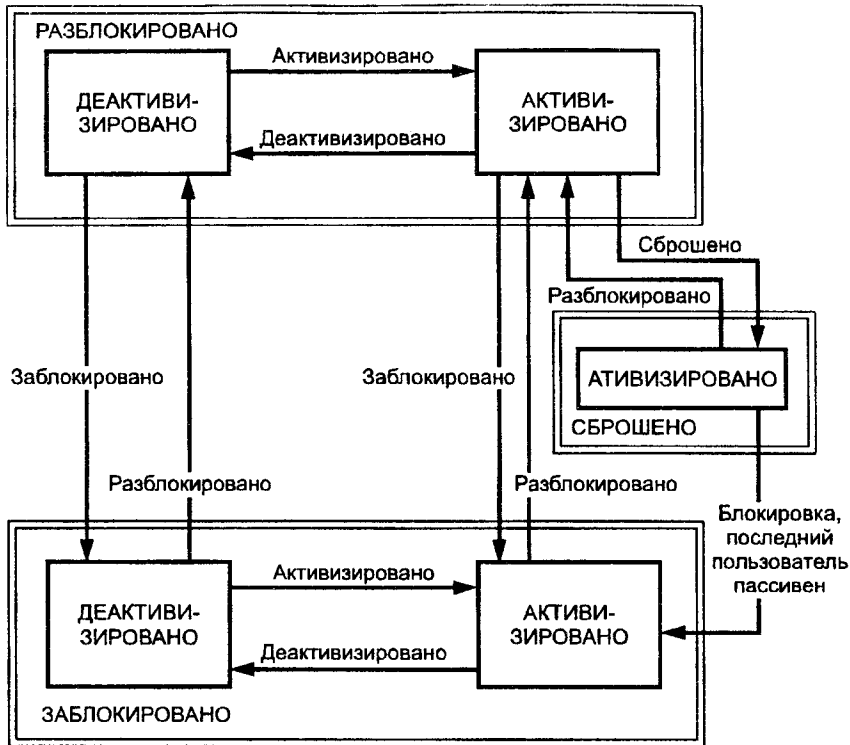 РАЗБЛОКИРОВАНО
Активизировано
ДЕАКТИВИ-
ЗИРОВАНО
АКТИВИ-
ЗИРОВАНО
Деактивизировано
Сброшено
Разблокировано
Заблокировано
Заблокировано
АТИВИЗИРОВАНО
СБРОШЕНО
Разблокировано
Разблокировано
Блокировка,
последний
пользователь
пассивен
Активизировано
ДЕАКТИВИ-
ЗИРОВАНО
АКТИВИ-
ЗИРОВАНО
Деактивизировано
ЗАБЛОКИРОВАНО